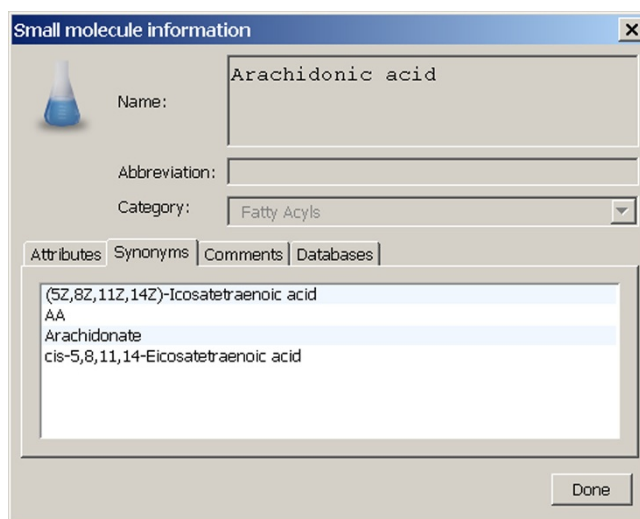 Small molecule information
Name:
Arachidonic acid
Abbreviation:
Category:
Fatty Acyls
Attributes Synonyms Comments Databases
(5Z,8Z,11Z,14Z)-Icosatetraenoic acid
AA
Arachidonate
cis-5,8,11,14-Eicosatetraenoic acid
Done